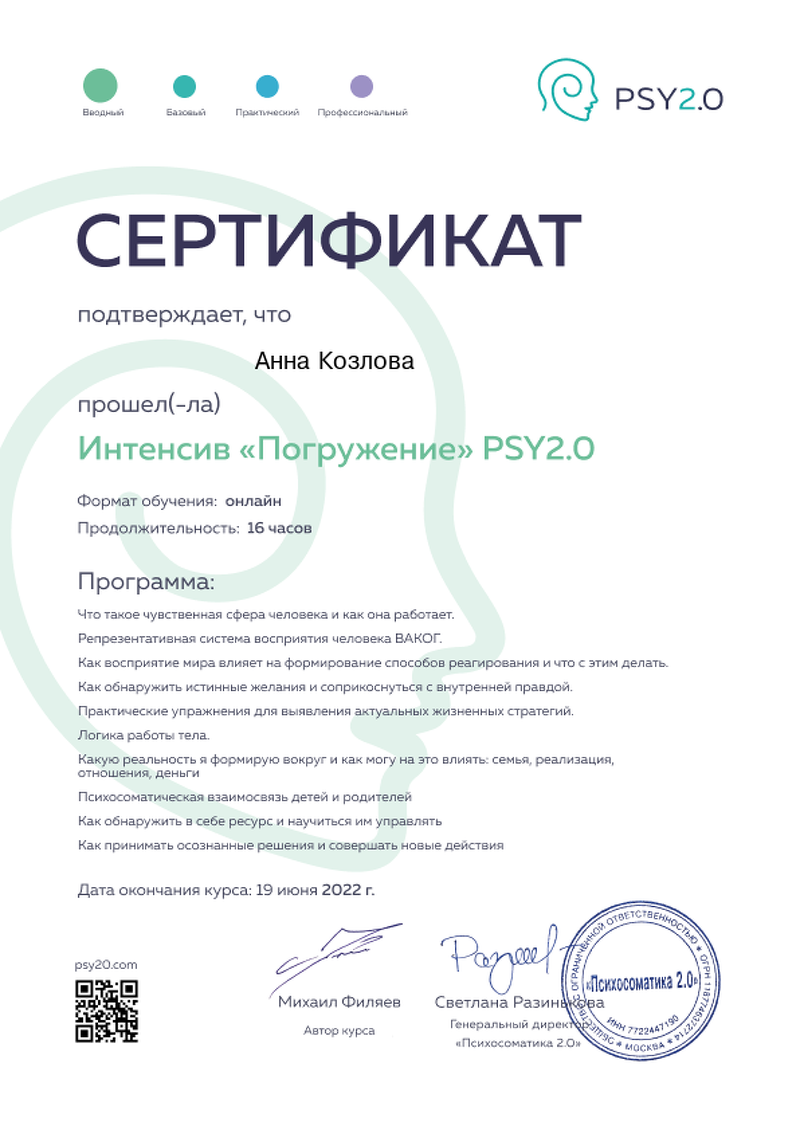 Вводный
Базовый
Практический
Профессиональный
PSY2.0
СЕРТИФИКАТ
подтверждает, что
Анна Козлова
прошел(-ла)
Интенсив «Погружение» PSY2.0
Формат обучения: онлайн
Продолжительность: 16 часов
Программа:
Что такое чувственная сфера человека и как она работает.
Репрезентативная система восприятия человека ВАКОГ.
Как восприятие мира влияет на формирование способов реагирования и что с этим делать.
Как обнаружить истинные желания и соприкоснуться с внутренней правдой.
Практические упражнения для выявления актуальных жизненных стратегий.
Логика работы тела.
Какую реальность я формирую вокруг и как могу на это влиять: семья, реализация,
отношения, деньги
Психосоматическая взаимосвязь детей и родителей
Как обнаружить в себе ресурс и научиться им управлять
Как принимать осознанные решения и совершать новые действия
Дата окончания курса: 19 июня 2022 г.
psy20.com
Михаил Филяев
Автор курса
Светлана Разинькова
Генеральный директор
«Психосоматика 2.0»
ОБЩЕСТВО С ОГРАНИЧЕННОЙ ОТВЕТСТВЕННОСТЬЮ ★ ОГРН 1187746372714 ★ МОСКВА ★
«Психосоматика 2.0»
ИНН 7722447190